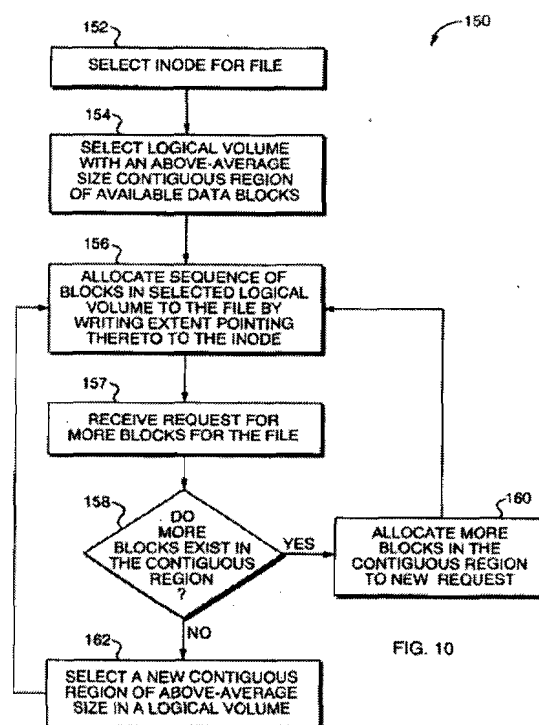 150
152
SELECT INODE FOR FILE
154
SELECT LOGICAL VOLUME
WITH AN ABOVE-AVERAGE
SIZE CONTIGUOUS REGION
OF AVAILABLE DATA BLOCKS
156
ALLOCATE SEQUENCE OF
BLOCKS IN SELECTED LOGICAL
VOLUME TO THE FILE BY
WRITING EXTENT POINTING
THERETO TO THE INODE
157
RECEIVE REQUEST FOR
MORE BLOCKS FOR THE FILE
158
DO
MORE
BLOCKS EXIST IN
THE CONTIGUOUS
REGION
?
YES
160
ALLOCATE MORE
BLOCKS IN THE
CONTIGUOUS REGION
TO NEW REQUEST
NO
162
SELECT A NEW CONTIGUOUS
REGION OF ABOVE-AVERAGE
SIZE IN A LOGICAL VOLUME
FIG. 10